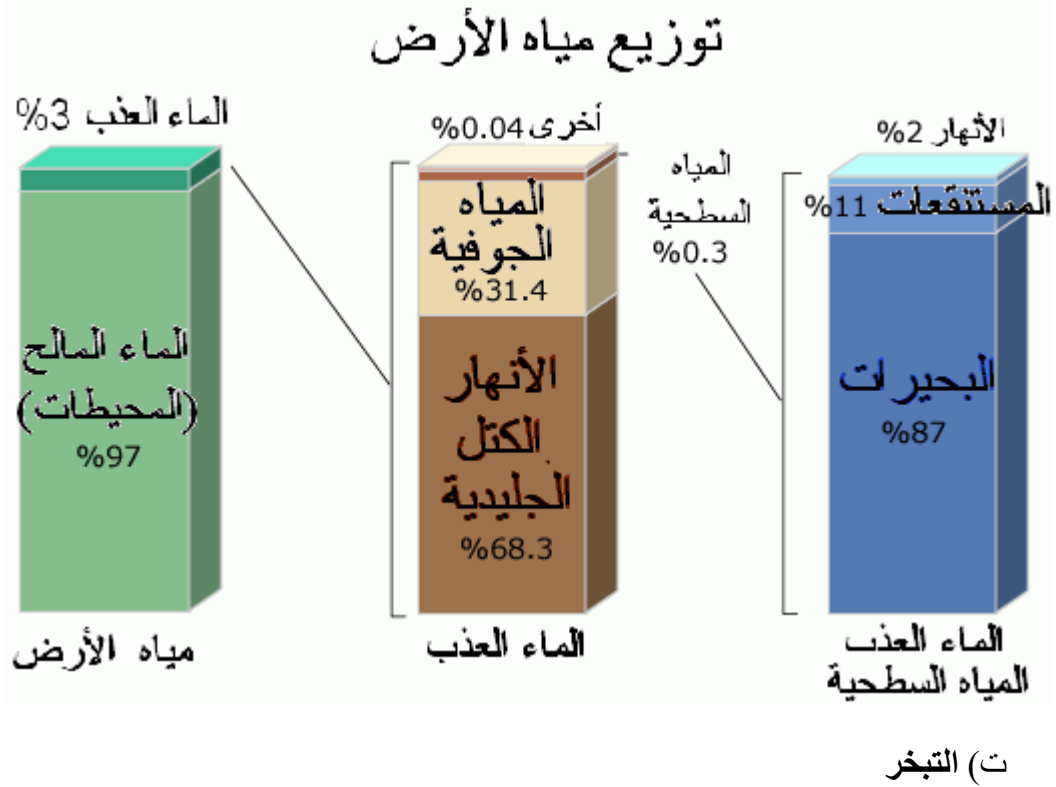 توزيع مياه الأرض
الماء العذب 3%
أخرى 0.04%
الأنهار 2%
المياه
السطحية
%0.3
المستنقعات 11%
المياه
الجوفية
%31.4
الماء المالح
(المحيطات)
%97
الأنهار
الكتل
الجليدية
%68.3
البحيرات
%87
مياه الأرض
الماء العذب
الماء العذب
المياه السطحية
ت) التبخر